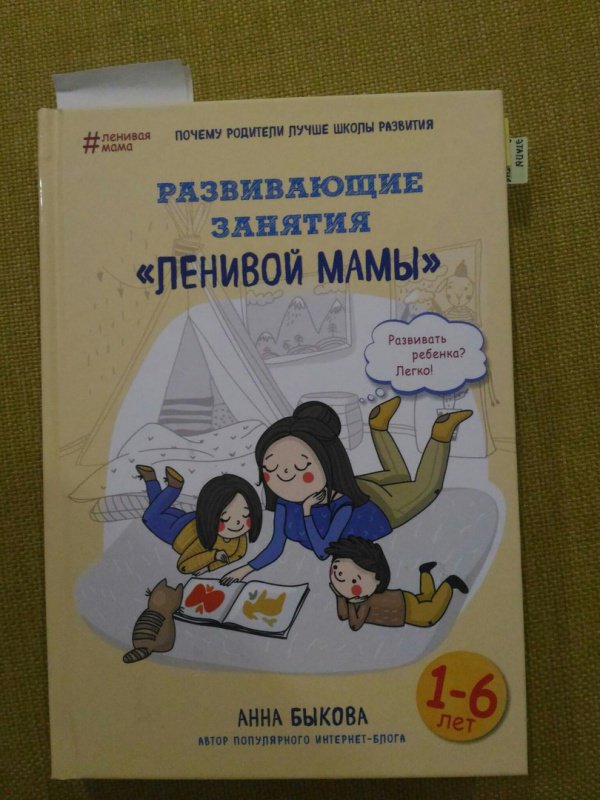 #ленивая
мама
ПОЧЕМУ РОДИТЕЛИ ЛУЧШЕ ШКОЛЫ РАЗВИТИЯ
РАЗВИВАЮЩИЕ
ЗАНЯТИЯ
«ЛЕНИВОЙ МАМЫ»
Развивать
ребенка?
Легко!
1-6
лет
АННА БЫКОВА
АВТОР ПОПУЛЯРНОГО ИНТЕРНЕТ-БЛОГА